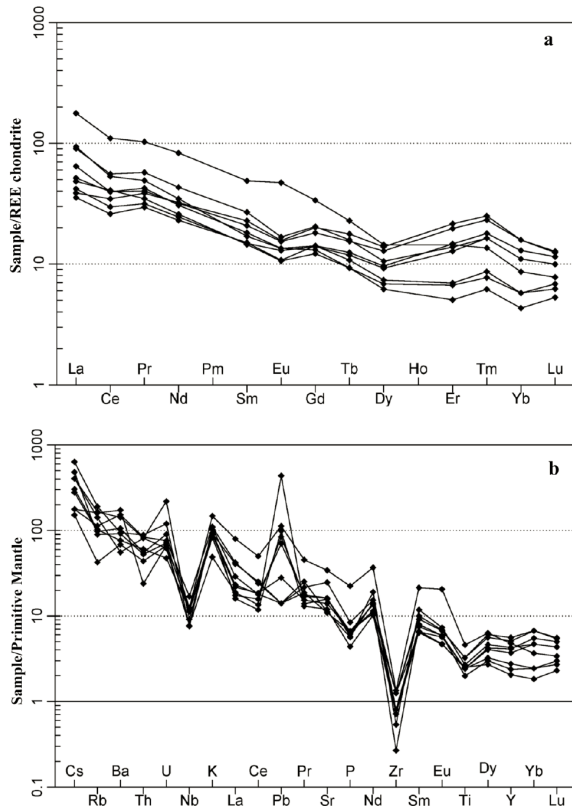 a
Sample/REE chondrite
1000
100
10
1
La Pr Pm Eu Tb Ho Tm Lu
Ce Nd Sm Gd Dy Er Yb
b
Sample/Primitive Mantle
1000
100
10
1
0.1
Cs Ba U K Ce Pr P Zr Eu Dy Yb
Rb Th Nb La Pb Sr Nd Sm Ti Y Lu